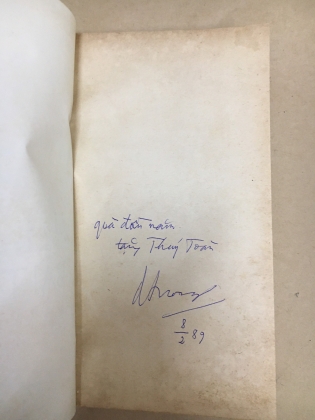 quà đầu năm
tặng Thuý Toàn
8/2 89